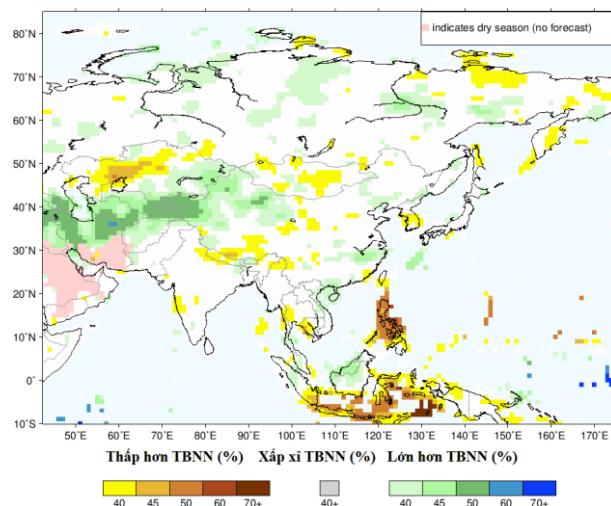 indicates dry season (no forecast)
80°N
70°N
60°N
50°N
40°N
30°N
20°N
10°N
0°
10°S
50°E 60°E 70°E 80°E 90°E 100°E 110°E 120°E 130°E 140°E 150°E 160°E 170°E
Thấp hơn TBNN (%) Xấp xĩ TBNN (%) Lớn hơn TBNN (%)
40 45 50 60 70+ 40+ 40 45 50 60 70+